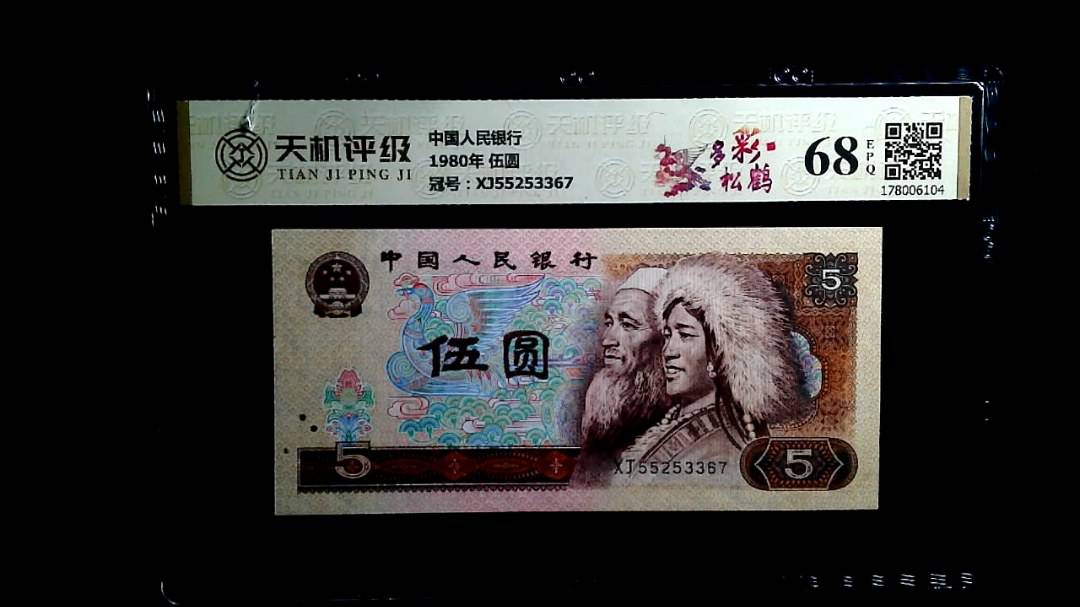 天机评级
TIAN JI PING JI
中国人民银行
1980年 伍圆
冠号：XJ55253367
多彩
松鹤
68
EPQ
178006104
中国人民银行
5
伍圆
5
XJ55253367
5